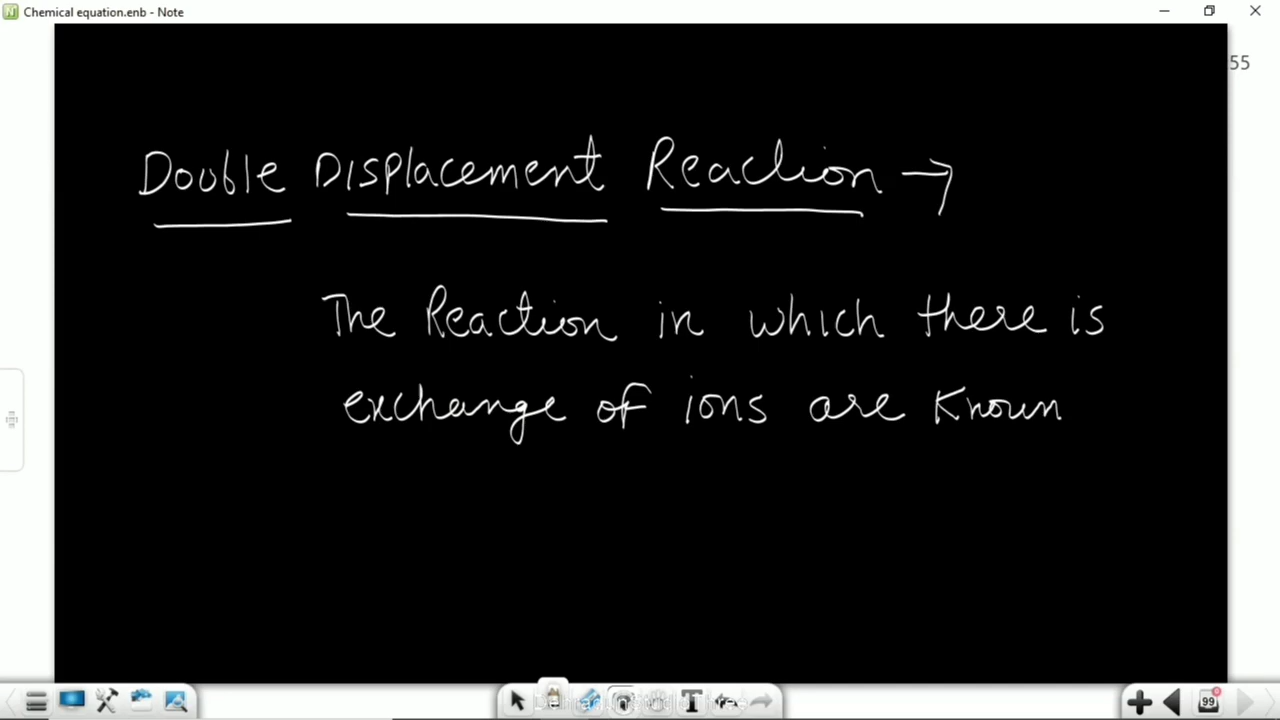 Chemical equation.enb - Note
55
Double Displacement Reaction →
The Reaction in which there is
exchange of ions are Known
T
99